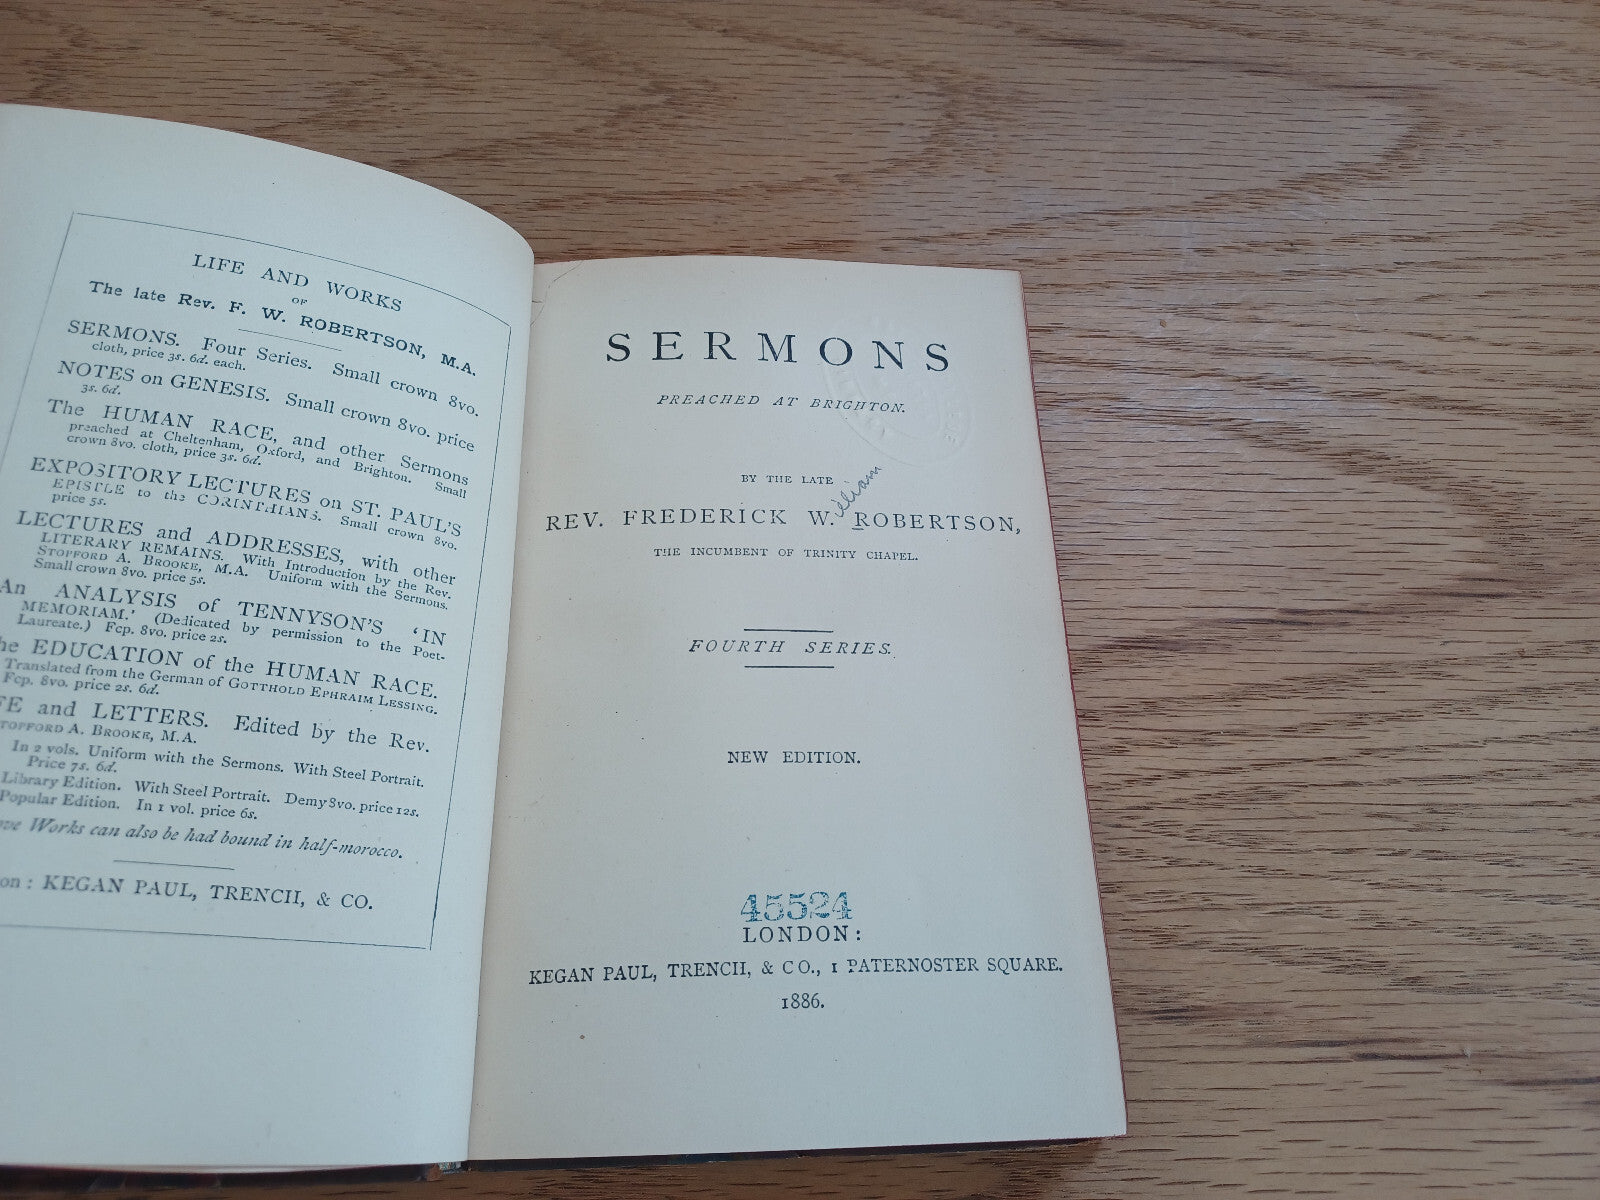 LIFE AND WORKS
OF
The late Rev. F. W. ROBERTSON, M.A.
SERMONS. Four Series. Small crown 8vo.
cloth, price 3s. 6d. each.
NOTES on GENESIS. Small crown 8vo. price
3s. 6d.
The HUMAN RACE, and other Sermons
preached at Cheltenham, Oxford, and Brighton. Small
crown 8vo. cloth, price 3s. 6d.
EXPOSITORY LECTURES on ST. PAUL'S
EPISTLE to the CORINTHIANS. Small crown 8vo.
price 5s.
LECTURES and ADDRESSES, with other
LITERARY REMAINS. With Introduction by the Rev.
STOPFORD A. BROOKE, M.A. Uniform with the Sermons.
Small crown 8vo. price 5s.
An ANALYSIS of TENNYSON'S 'IN
MEMORIAM.' (Dedicated by permission to the Poet-
Laureate.) Fcp. 8vo. price 2s.
he EDUCATION of the HUMAN RACE.
Translated from the German of GOTTHOLD EPHRAIM LESSING.
Fcp. 8vo. price 2s. 6d.
FE and LETTERS. Edited by the Rev.
TOPFORD A. BROOKE, M.A.
In 2 vols. Uniform with the Sermons. With Steel Portrait.
Price 7s. 6d.
Library Edition. With Steel Portrait. Demy 8vo. price 12s.
Popular Edition. In 1 vol. price 6s.
ove Works can also be had bound in half-morocco.
on: KEGAN PAUL, TRENCH, & CO.
SERMONS
PREACHED AT BRIGHTON.
BY THE LATE
illiam
REV. FREDERICK W. ROBERTSON,
THE INCUMBENT OF TRINITY CHAPEL.
FOURTH SERIES.
NEW EDITION.
45524
LONDON:
KEGAN PAUL, TRENCH, & CO., 1 PATERNOSTER SQUARE.
1886.